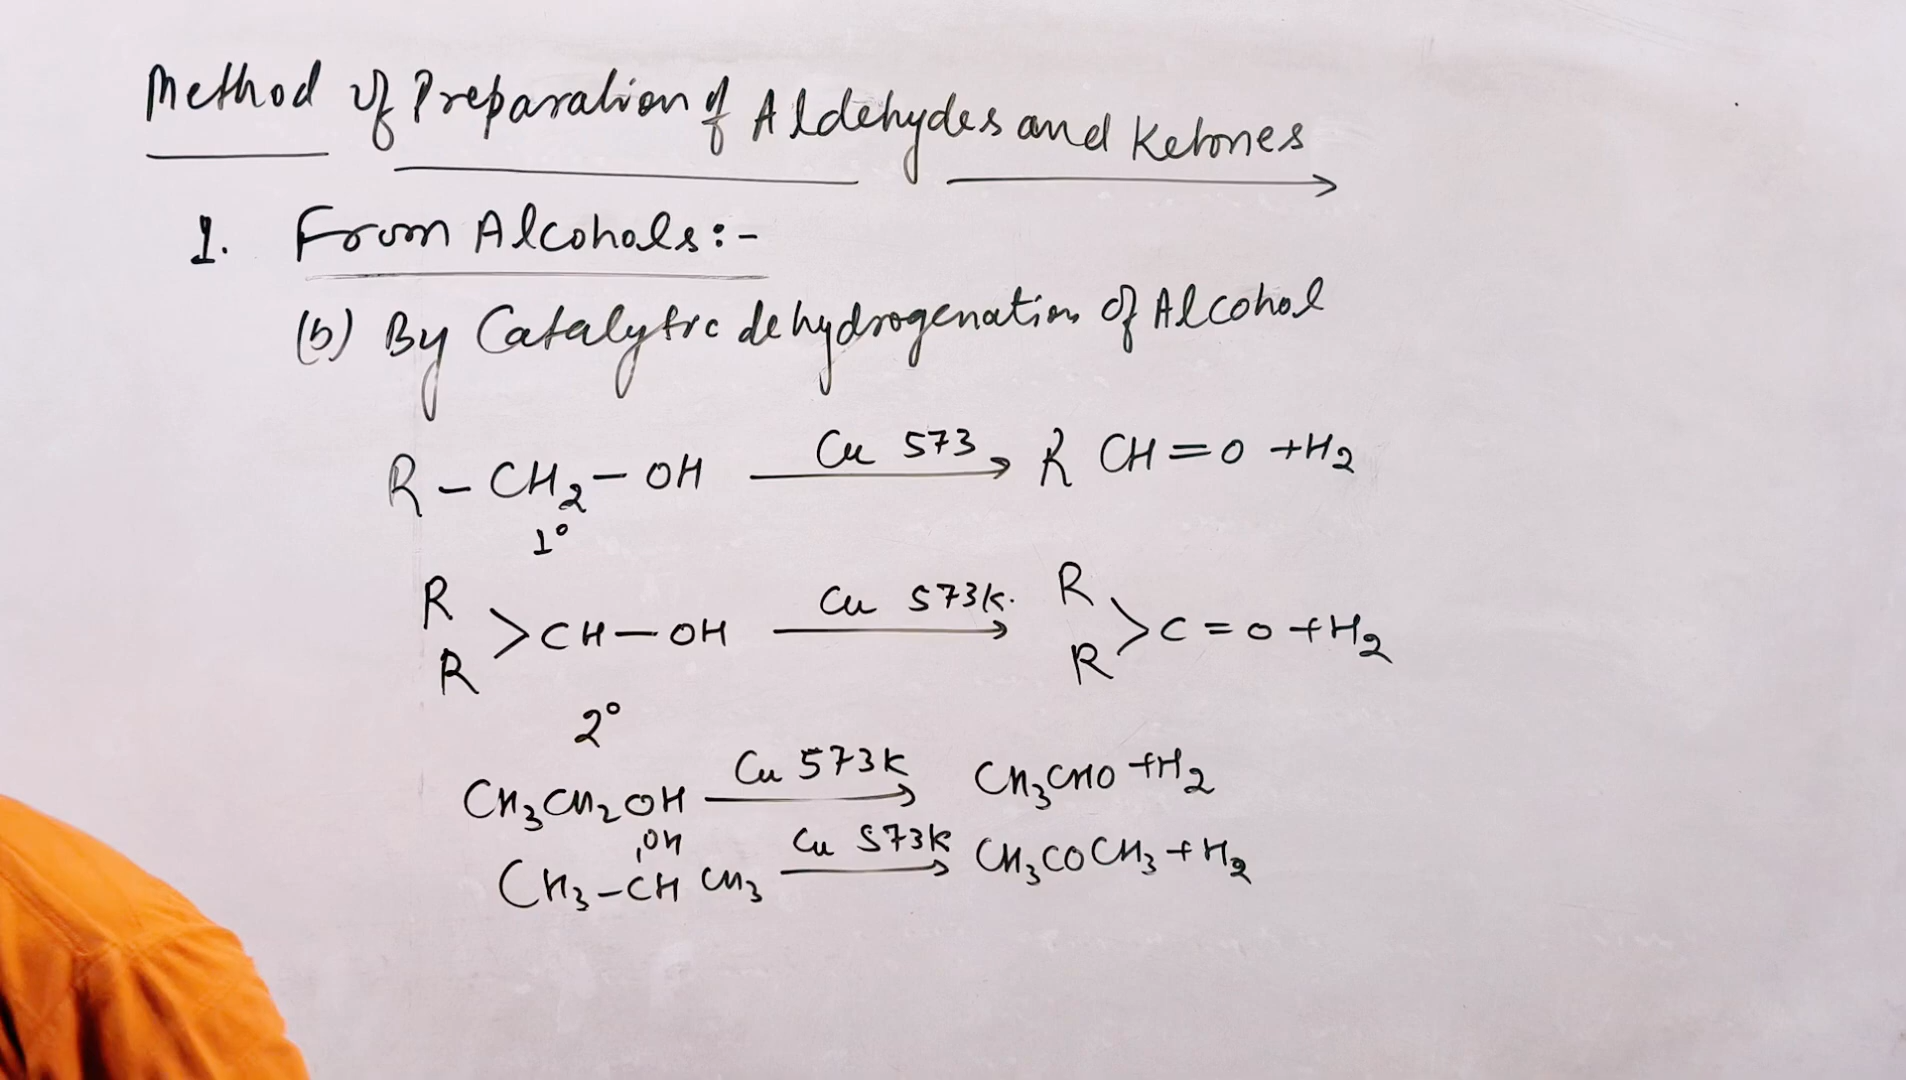 Method of Preparation of Aldehydes and Ketones
1. From Alcohols:-
(b) By Catalytic dehydrogenation of Alcohol
R - CH2 - OH Cu 573 → R CH = O + H2
1°
R R > CH - OH Cu 573K. → R R > C = O + H2
2°
CH3CH2OH Cu 573K → CH3CHO + H2
OH
CH3 - CH CH3 Cu 573K → CH3COCH3 + H2